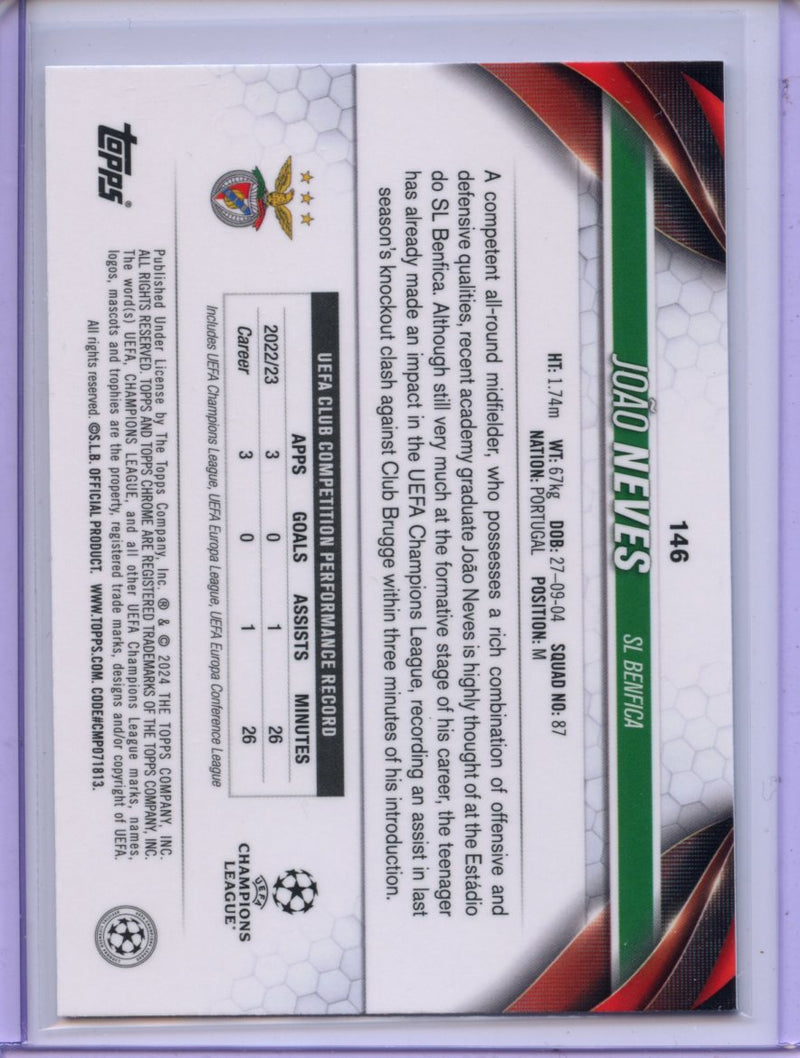 146
JOÃO NEVES SL BENFICA
HT: 1.74m WT: 67kg DOB: 27-09-04 SQUAD NO: 87
NATION: PORTUGAL POSITION: M
A competent all-round midfielder, who possesses a rich combination of offensive and
defensive qualities, recent academy graduate João Neves is highly thought of at the Estádio
do SL Benfica. Although still very much at the formative stage of his career, the teenager
has already made an impact in the UEFA Champions League, recording an assist in last
season's knockout clash against Club Brugge within three minutes of his introduction.
UEFA CLUB COMPETITION PERFORMANCE RECORD
APPS GOALS ASSISTS MINUTES
2022/23 3 0 1 26
Career 3 0 1 26
Includes UEFA Champions League, UEFA Europa League, UEFA Europa Conference League
UEFA
CHAMPIONS
LEAGUE®
topps®
Published Under License by The Topps Company, Inc. ® & © 2024 THE TOPPS COMPANY, INC.
ALL RIGHTS RESERVED. TOPPS AND TOPPS CHROME ARE REGISTERED TRADEMARKS OF THE TOPPS COMPANY, INC.
The word(s) UEFA, CHAMPIONS LEAGUE, and all other UEFA Champions League marks, names,
logos, mascots and trophies are the property, registered trade marks, designs and/or copyright of UEFA.
All rights reserved. ©S.L.B. OFFICIAL PRODUCT. WWW.TOPPS.COM. CODE#CMP071813.